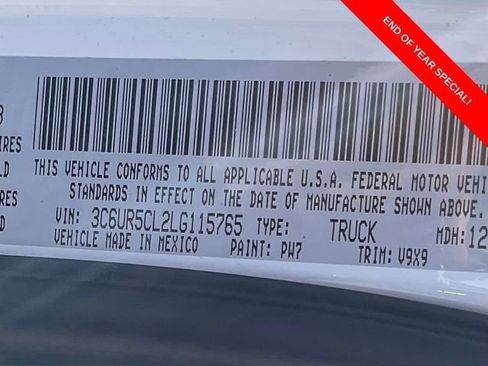 END OF YEAR SPECIAL!
THIS VEHICLE CONFORMS TO ALL APPLICABLE U.S.A. FEDERAL MOTOR
STANDARDS IN EFFECT ON THE DATE OF MANUFACTURE SHOWN ABOVE.
VIN: 3C6UR5CL2LG115765 TYPE: TRUCK MDH:12
VEHICLE MADE IN MEXICO PAINT: PW7 TRIM: V9X9